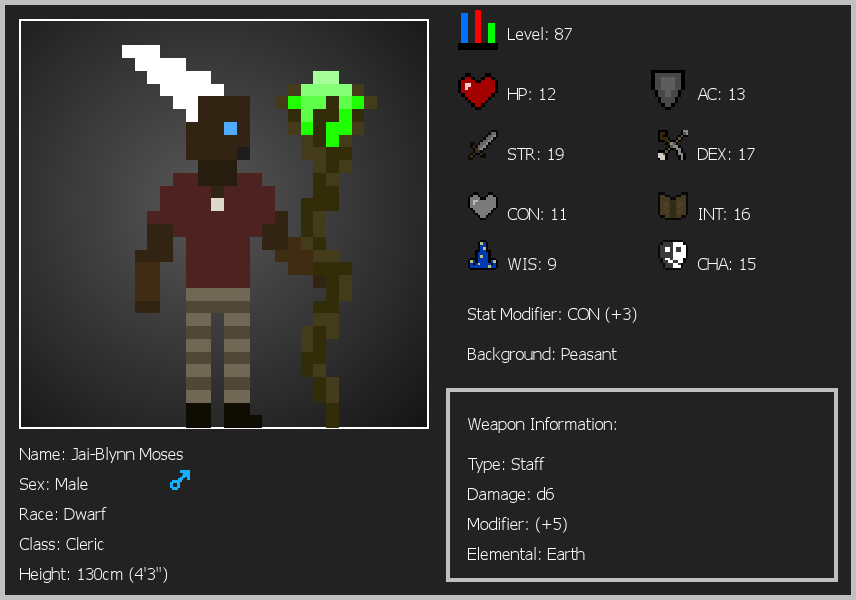 Level: 87
HP: 12
AC: 13
STR: 19
DEX: 17
CON: 11
INT: 16
WIS: 9
CHA: 15
Stat Modifier: CON (+3)
Background: Peasant
Weapon Information:
Type: Staff
Damage: d6
Modifier: (+5)
Elemental: Earth
Name: Jai-Blynn Moses
Sex: Male
Race: Dwarf
Class: Cleric
Height: 130cm (4'3")